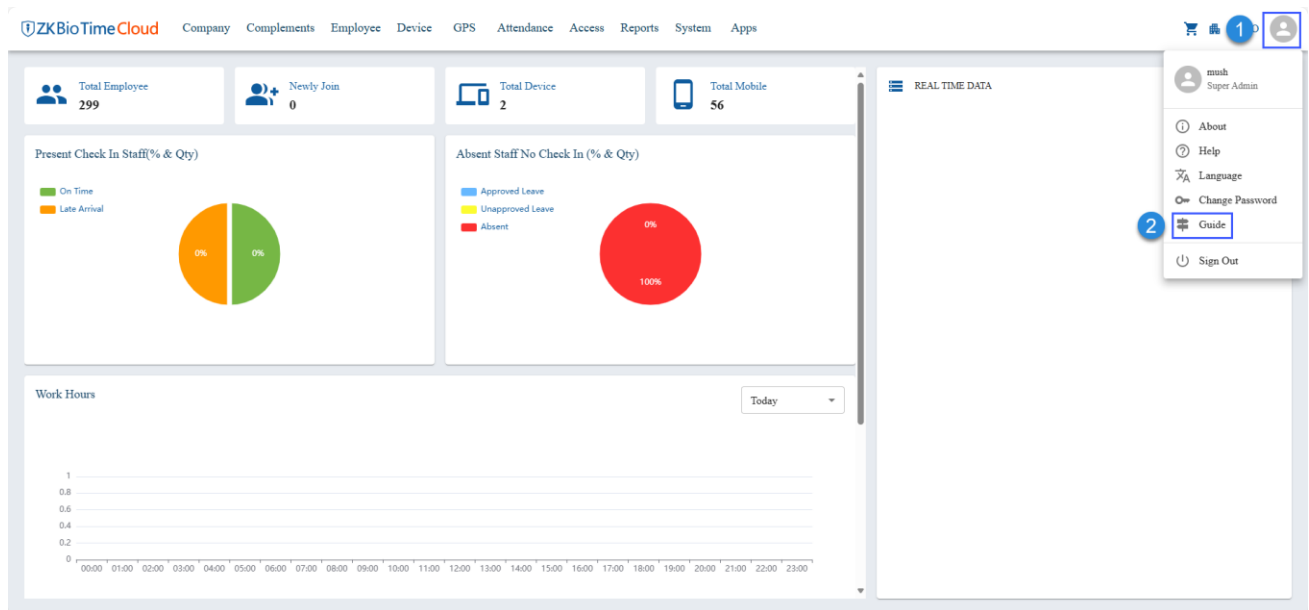 ZKBioTime Cloud Company Complements Employee Device GPS Attendance Access Reports System Apps
1
mush
Super Admin
About
Help
Language
Change Password
2 Guide
Sign Out
Total Employee
299
Newly Join
0
Total Device
2
Total Mobile
56
REAL TIME DATA
Present Check In Staff(% & Qty)
On Time
Late Arrival
0% 0%
Absent Staff No Check In (% & Qty)
Approved Leave
Unapproved Leave
Absent
0%
100%
Work Hours
Today
1
0.8
0.6
0.4
0.2
0
00:00 01:00 02:00 03:00 04:00 05:00 06:00 07:00 08:00 09:00 10:00 11:00 12:00 13:00 14:00 15:00 16:00 17:00 18:00 19:00 20:00 21:00 22:00 23:00